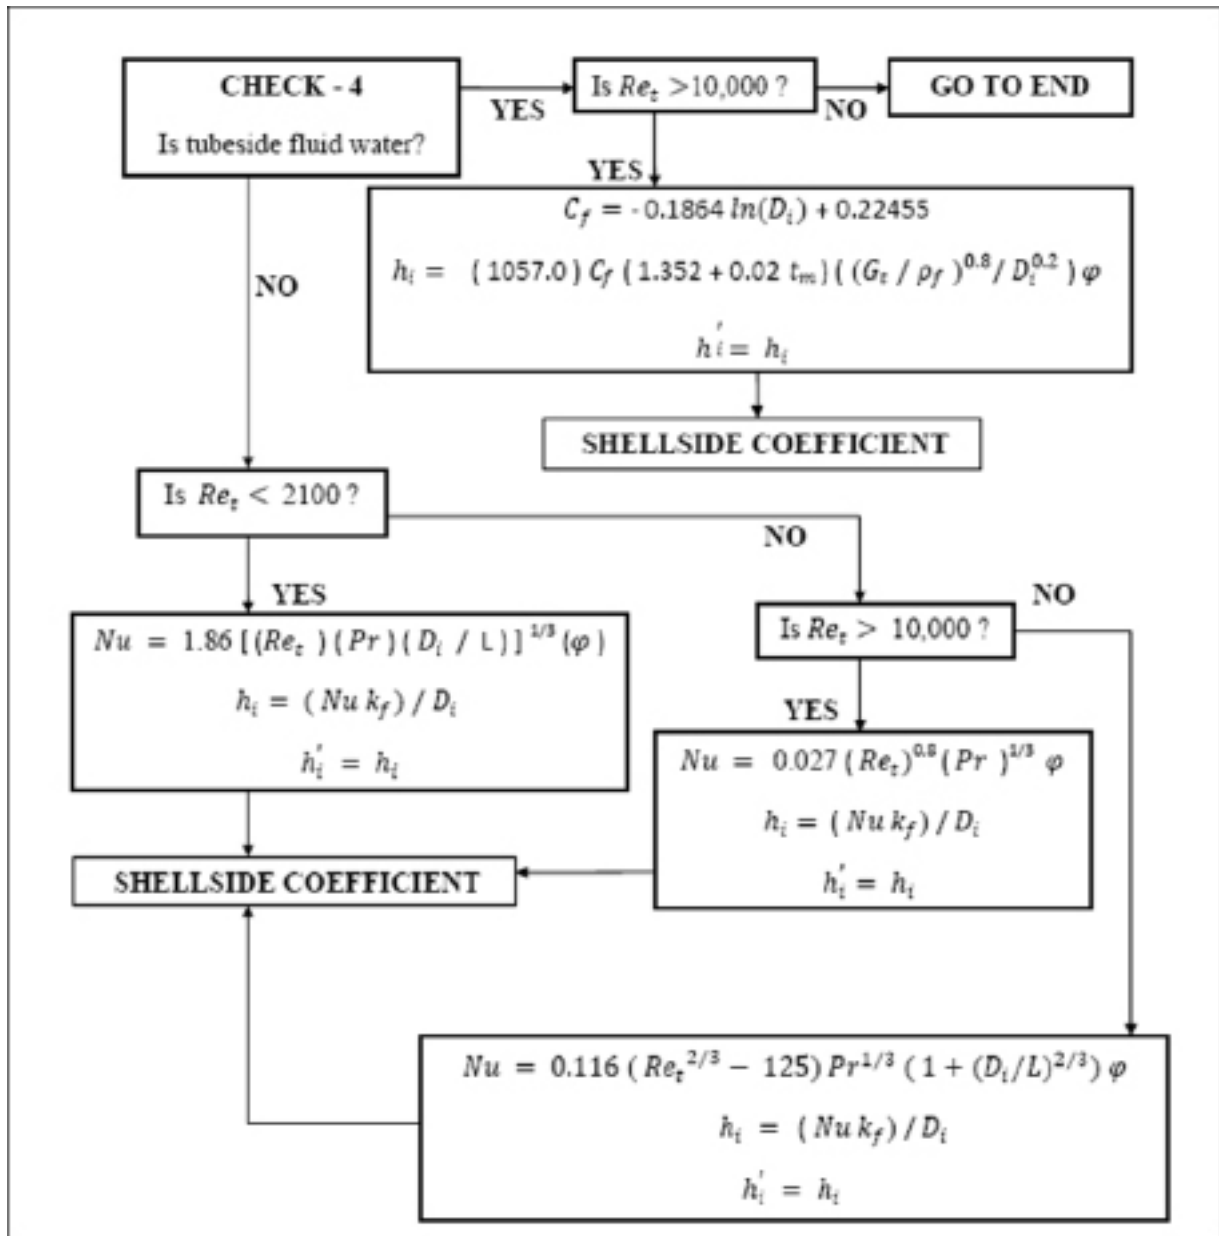 CHECK - 4
Is tubeside fluid water?
YES
Is Re_t >10,000 ?
NO
GO TO END
YES
C_f = - 0.1864 ln(D_i) + 0.22455
h_i = ( 1057.0 ) C_f ( 1.352 + 0.02 t_m ) ( (G_t / ρ_f )^0.8 / D_i^0.2 ) φ
h_i' = h_i
NO
SHELLSIDE COEFFICIENT
Is Re_t < 2100 ?
NO
YES
Nu = 1.86 [ (Re_t ) ( Pr ) ( D_i / L ) ]^1/3 (φ )
h_i = ( Nu k_f ) / D_i
h_i' = h_i
Is Re_t > 10,000 ?
NO
YES
Nu = 0.027 ( Re_t )^0.8 ( Pr )^1/3 φ
h_i = ( Nu k_f ) / D_i
h_i' = h_i
SHELLSIDE COEFFICIENT
Nu = 0.116 ( Re_t^2/3 − 125 ) Pr^1/3 ( 1 + (D_i/L)^2/3 ) φ
h_i = ( Nu k_f ) / D_i
h_i' = h_i